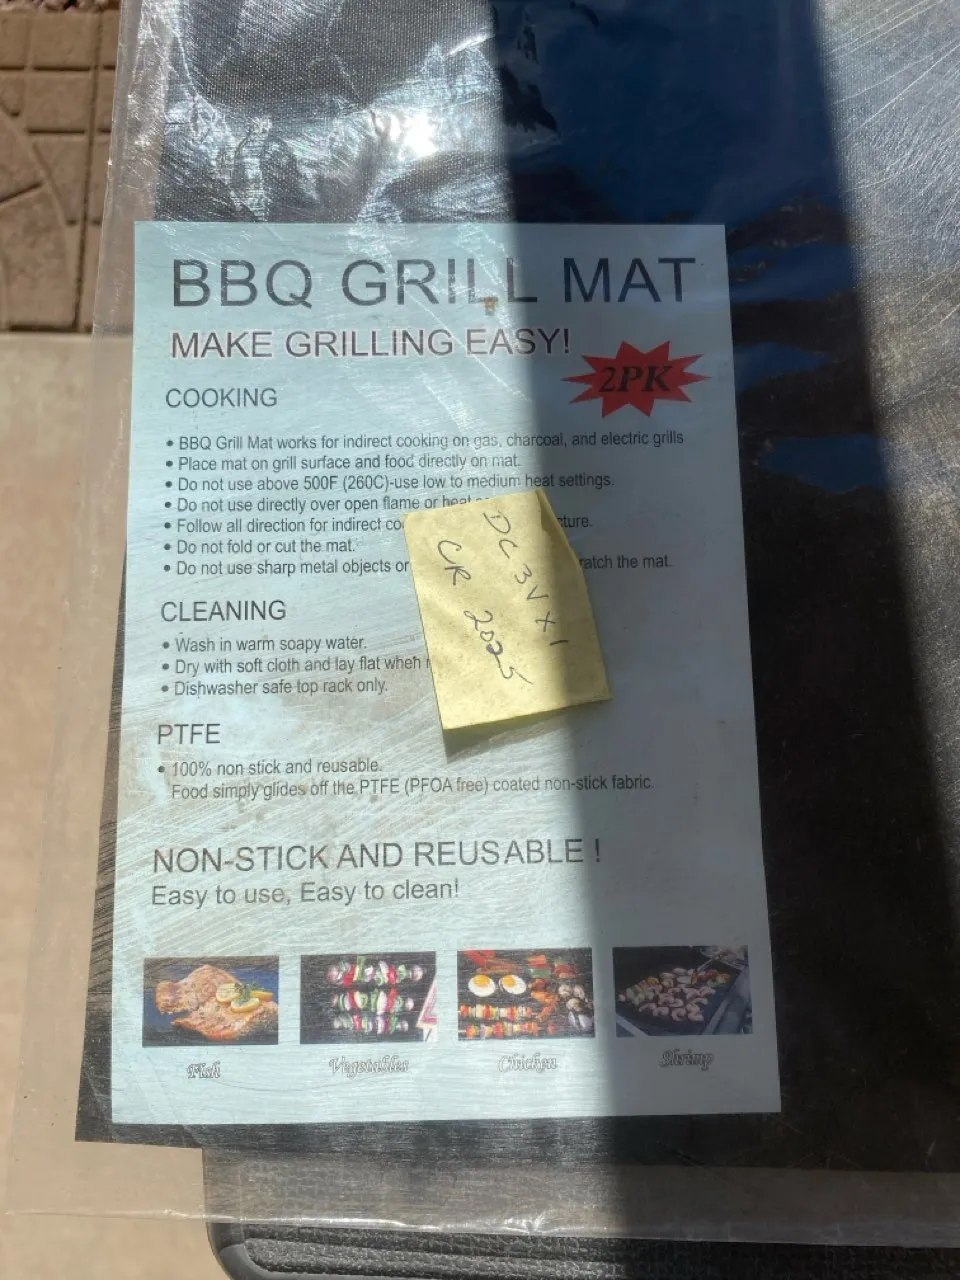 BBQ GRILL MAT
MAKE GRILLING EASY!
2PK
COOKING
• BBQ Grill Mat works for indirect cooking on gas, charcoal, and electric grills
• Place mat on grill surface and food directly on mat.
• Do not use above 500F (260C)-use low to medium heat settings.
• Do not use directly over open flame or heat
• Follow all direction for indirect
• Do not fold or cut the mat.
• Do not use sharp metal objects or the mat.
DC 3V X1
CR 2025
CLEANING
• Wash in warm soapy water.
• Dry with soft cloth and lay flat when
• Dishwasher safe top rack only.
PTFE
• 100% non stick and reusable.
Food simply glides off the PTFE (PFOA free) coated non-stick fabric.
NON-STICK AND REUSABLE !
Easy to use, Easy to clean!
Fish
Vegetables
Chicken
Shrimp